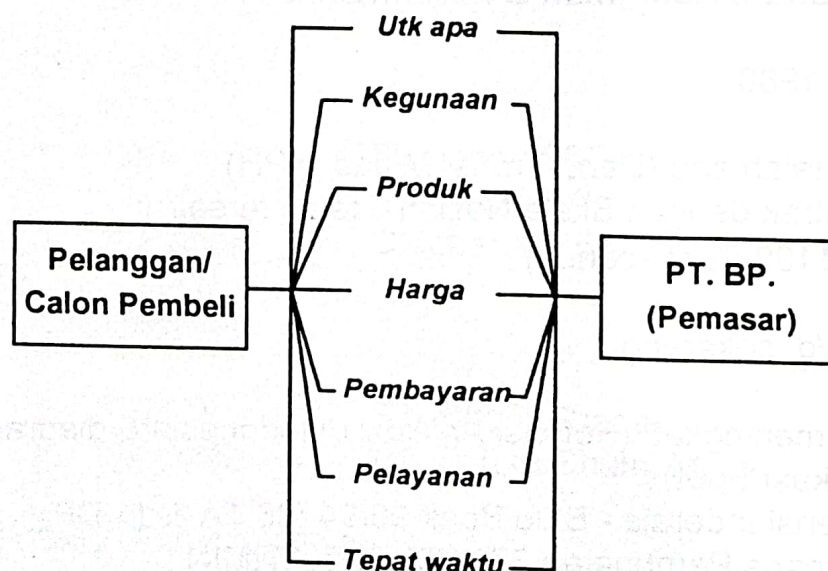 Utk apa
Kegunaan
Produk
Pelanggan/
Calon Pembeli
Harga
PT. BP.
(Pemasar)
Pembayaran
Pelayanan
Tepat waktu